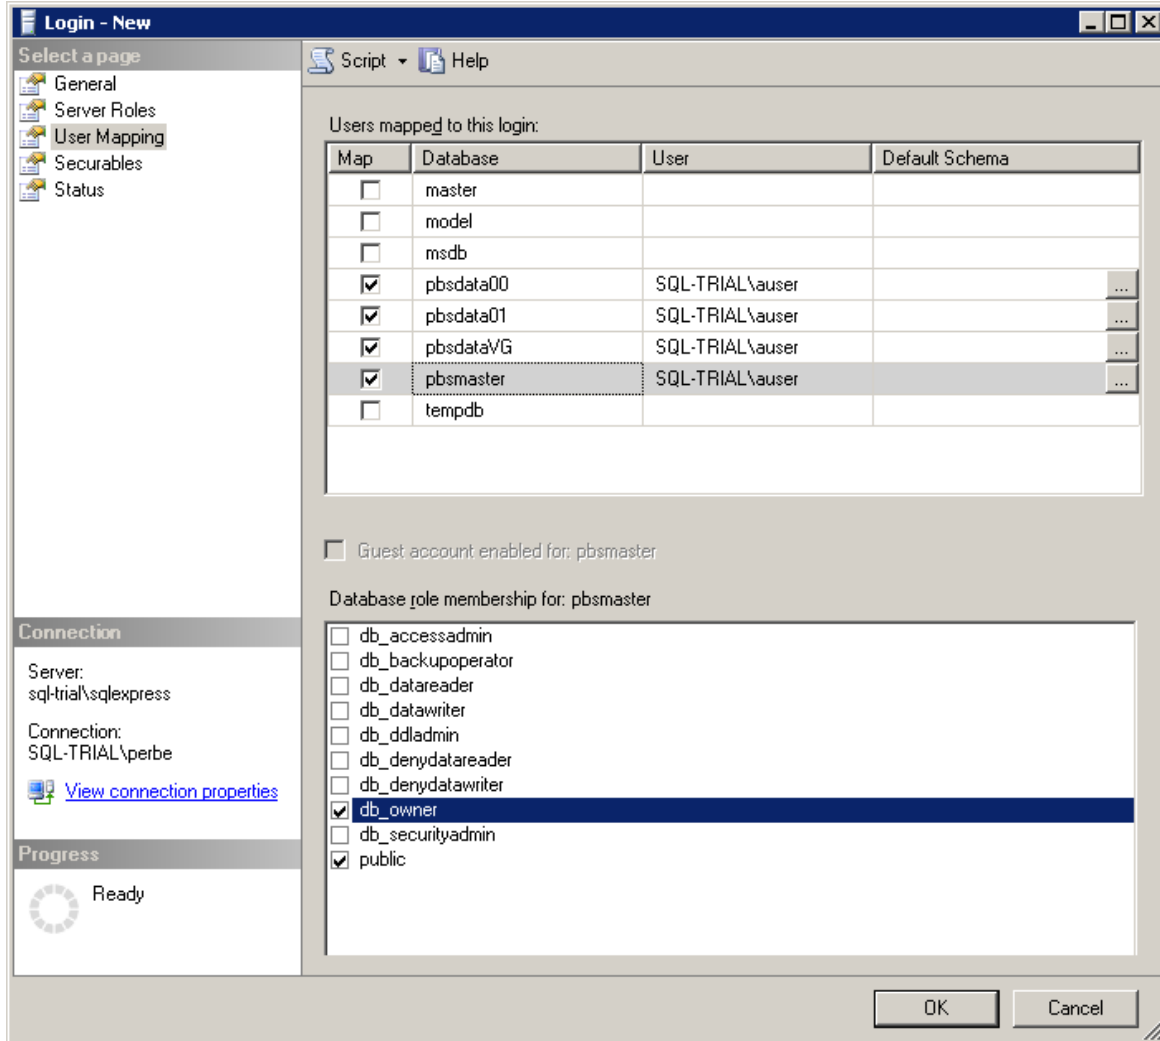 Login - New
Select a page
General
Server Roles
User Mapping
Securables
Status
Script Help
Users mapped to this login:
Map Database User Default Schema
master
model
msdb
pbsdata00 SQL-TRIAL\auser ...
pbsdata01 SQL-TRIAL\auser ...
pbsdataVG SQL-TRIAL\auser ...
pbsmaster SQL-TRIAL\auser ...
tempdb
Guest account enabled for: pbsmaster
Database role membership for: pbsmaster
db_accessadmin
db_backupoperator
db_datareader
db_datawriter
db_ddladmin
db_denydatareader
db_denydatawriter
db_owner
db_securityadmin
public
Connection
Server:
sql-trial\sqlexpress
Connection:
SQL-TRIAL\perbe
View connection properties
Progress
Ready
OK Cancel